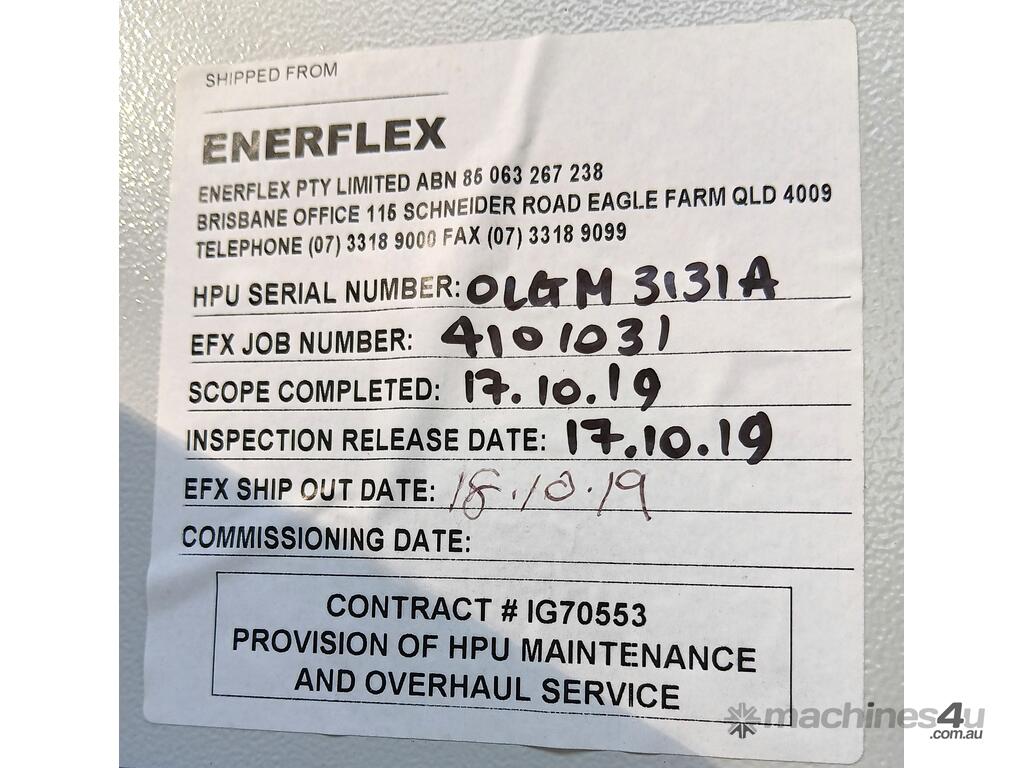 SHIPPED FROM
ENERFLEX
ENERFLEX PTY LIMITED ABN 85 063 267 238
BRISBANE OFFICE 115 SCHNEIDER ROAD EAGLE FARM QLD 4009
TELEPHONE (07) 3318 9000 FAX (07) 3318 9099
HPU SERIAL NUMBER: OLGM 3131A
EFX JOB NUMBER: 4101031
SCOPE COMPLETED: 17.10.19
INSPECTION RELEASE DATE: 17.10.19
EFX SHIP OUT DATE: 18.10.19
COMMISSIONING DATE:
CONTRACT # IG70553
PROVISION OF HPU MAINTENANCE
AND OVERHAUL SERVICE
machines4u
.com.au